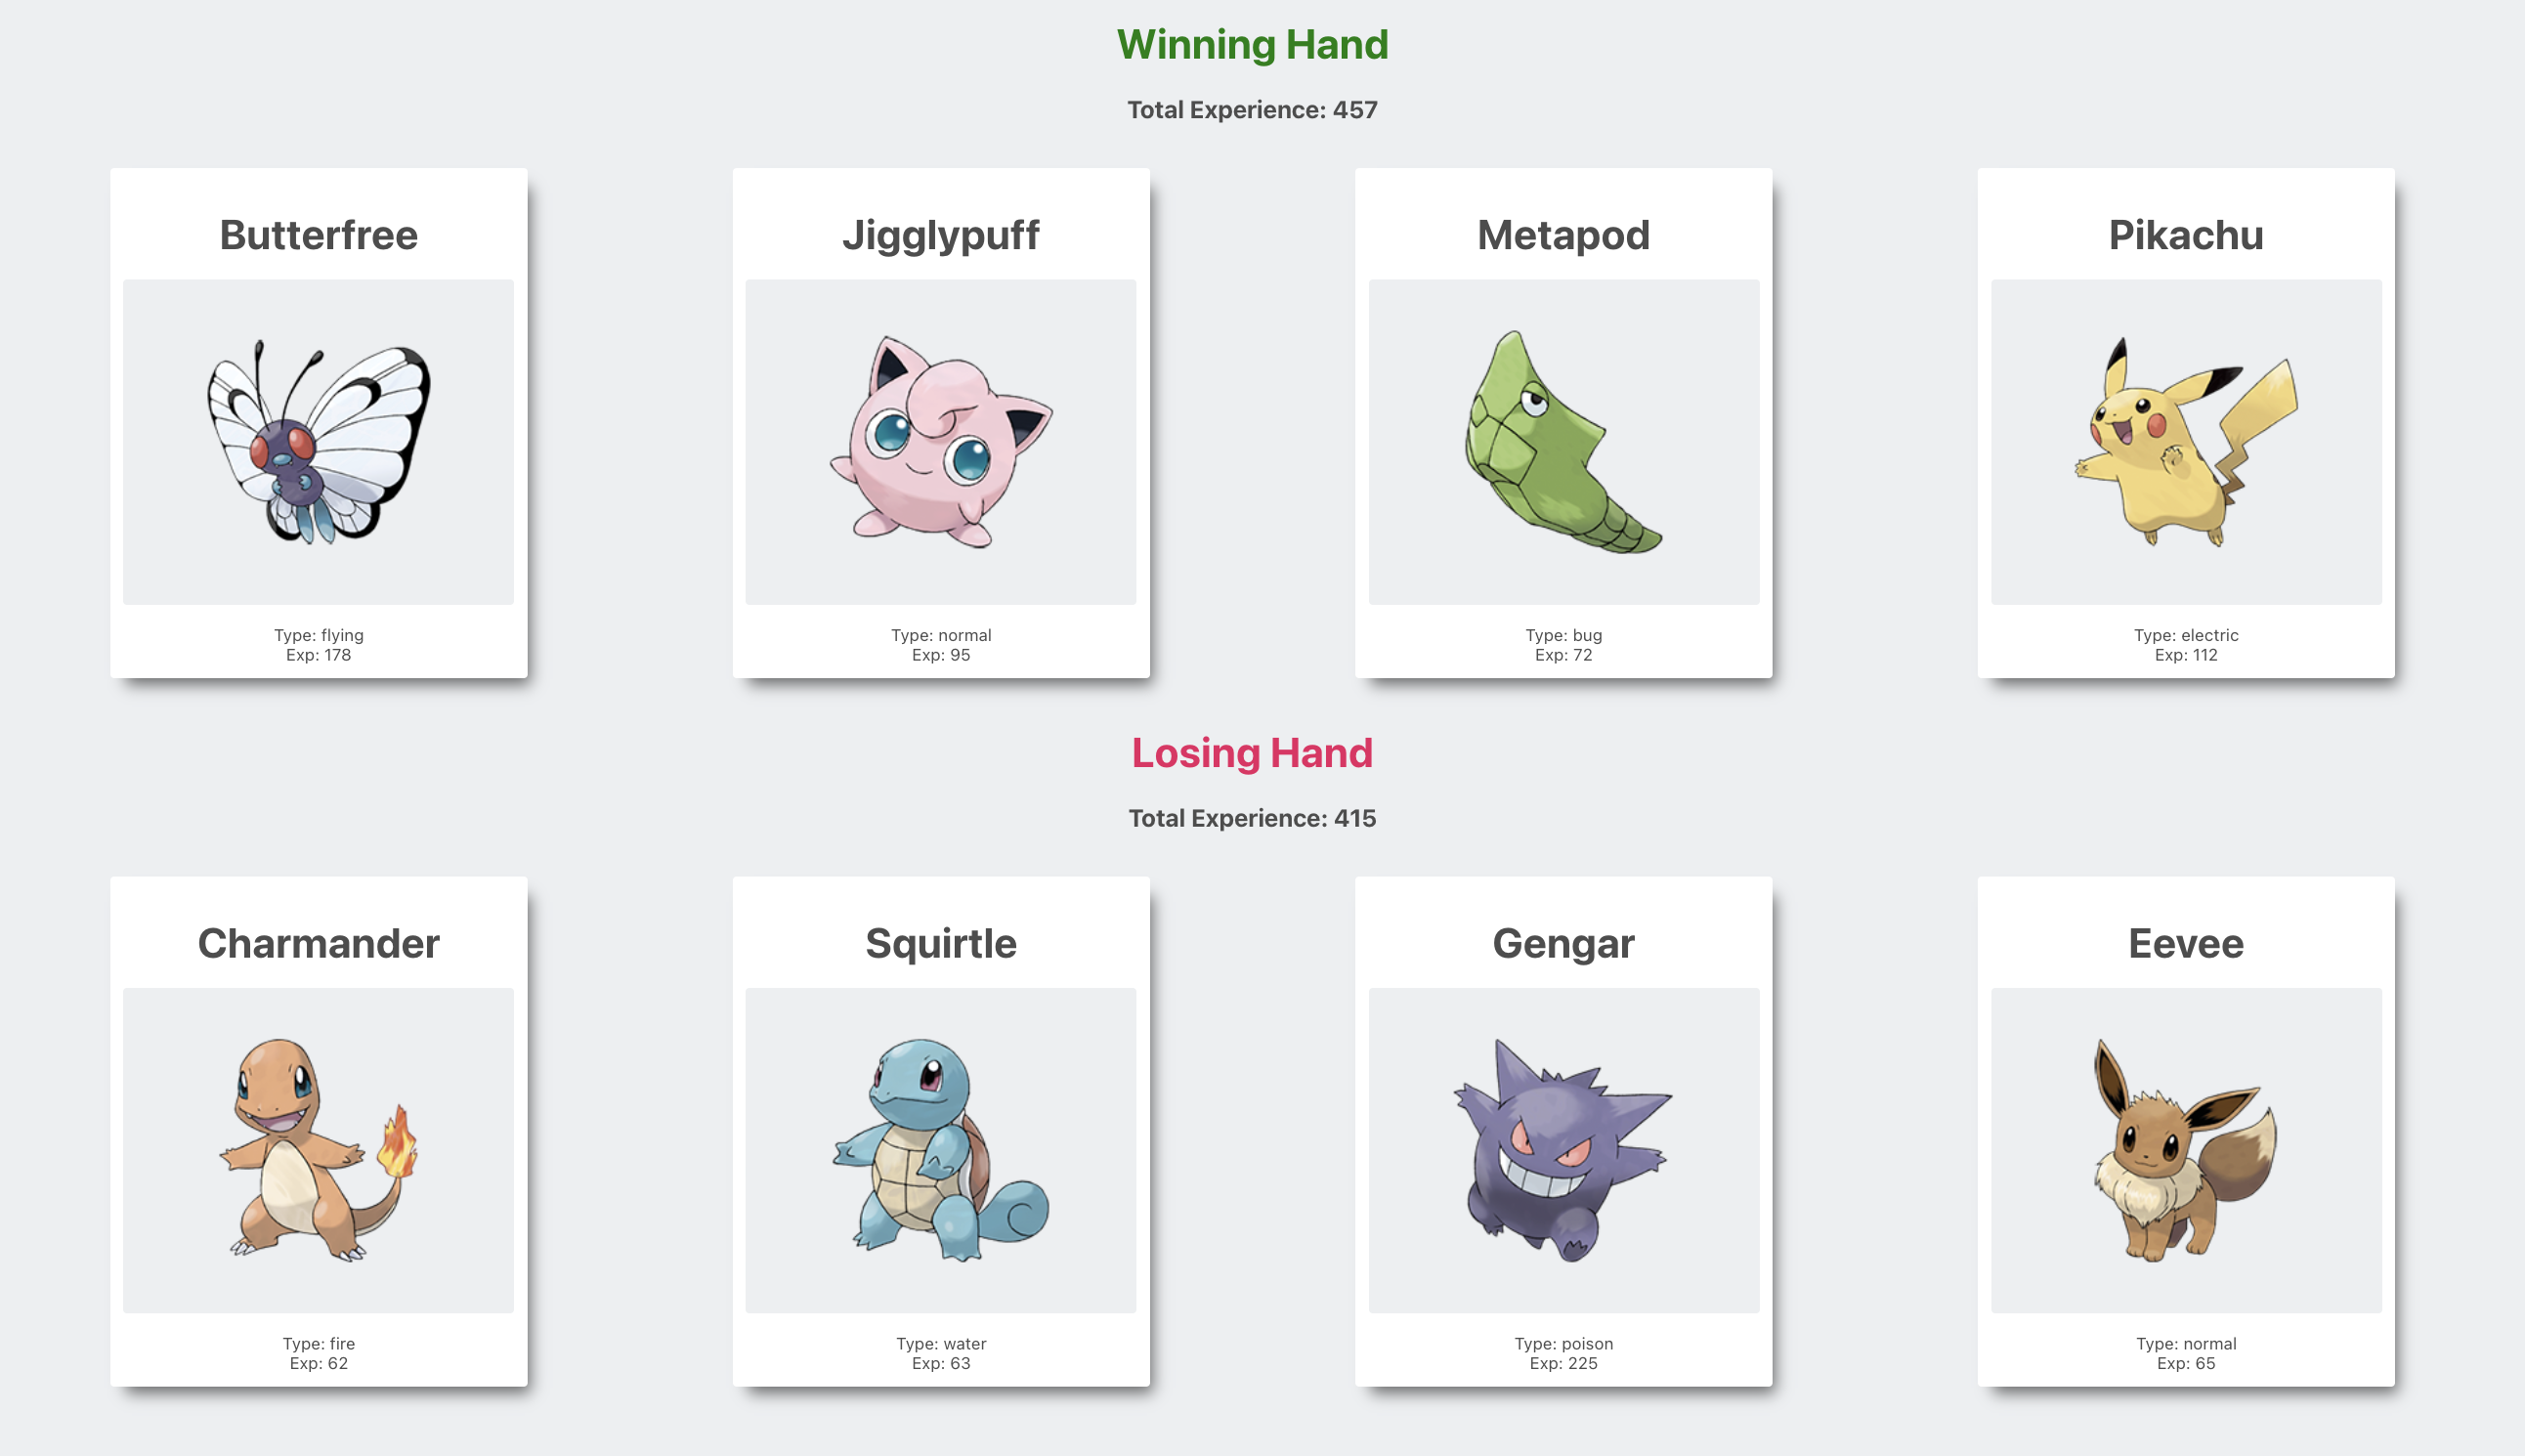 Winning Hand
Total Experience: 457
Butterfree
Type: flying
Exp: 178
Jigglypuff
Type: normal
Exp: 95
Metapod
Type: bug
Exp: 72
Pikachu
Type: electric
Exp: 112
Losing Hand
Total Experience: 415
Charmander
Type: fire
Exp: 62
Squirtle
Type: water
Exp: 63
Gengar
Type: poison
Exp: 225
Eevee
Type: normal
Exp: 65